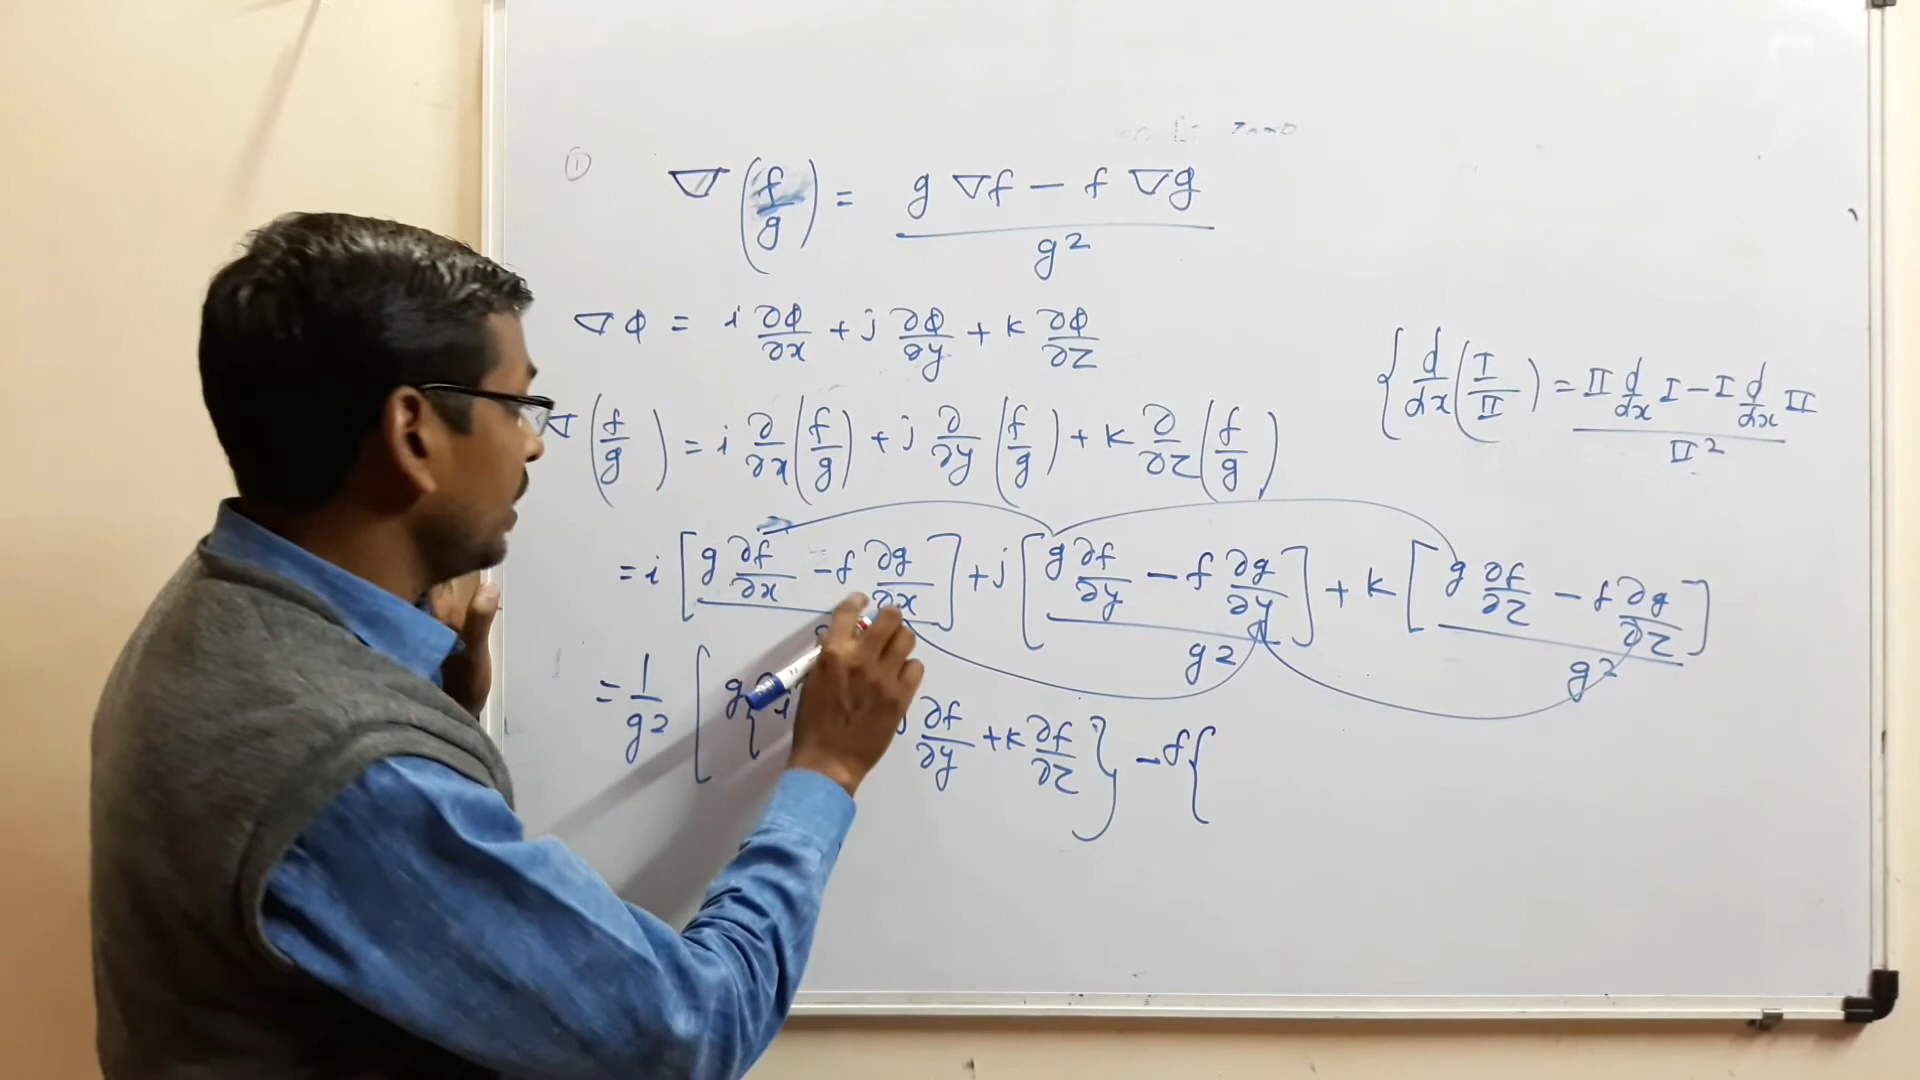 ①
∇(f/g) = (g ∇f − f ∇g)/g²
∇φ = i ∂φ/∂x + j ∂φ/∂y + k ∂φ/∂z
{ d/dx (I/II) = (II d/dx I − I d/dx II)/II²
∇(f/g) = i ∂/∂x (f/g) + j ∂/∂y (f/g) + k ∂/∂z (f/g)
= i [(g ∂f/∂x − f ∂g/∂x)] + j [(g ∂f/∂y − f ∂g/∂y)/g²] + k [(g ∂f/∂z − f ∂g/∂z)/g²]
= 1/g² [ g { i ∂f/∂y + k ∂f/∂z } − f {